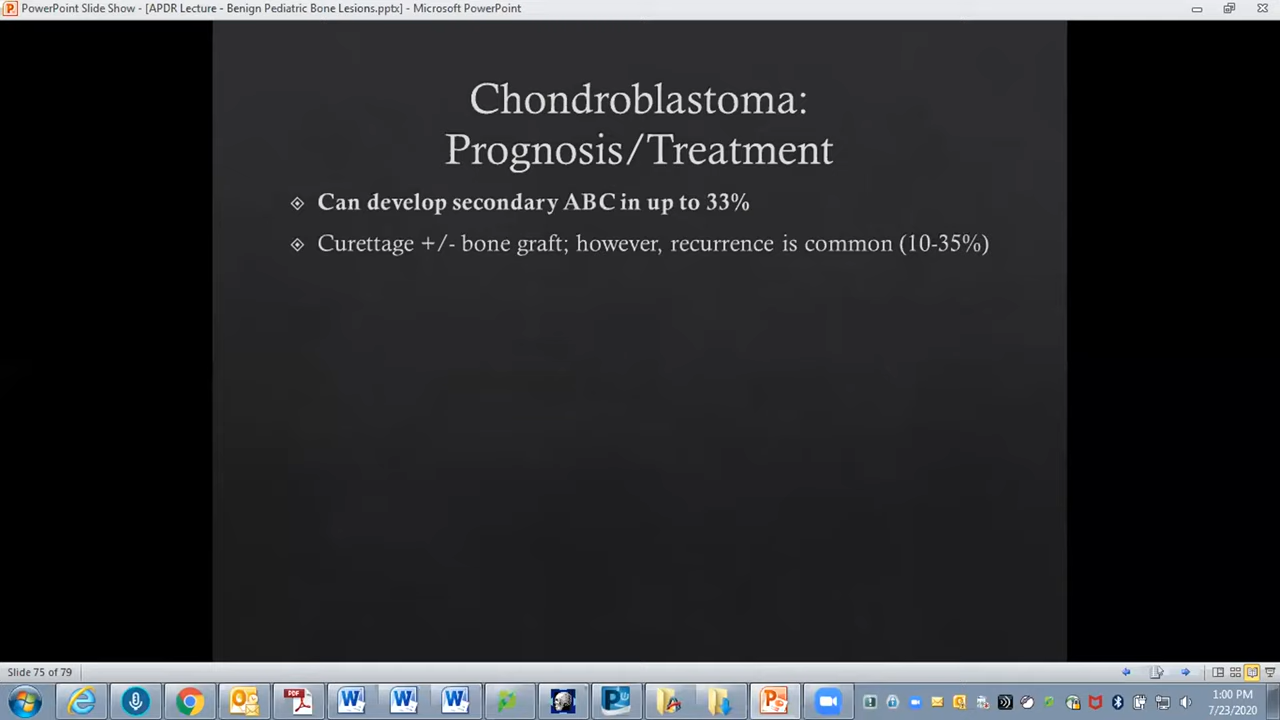 PowerPoint Slide Show - [APDR Lecture - Benign Pediatric Bone Lesions.pptx] - Microsoft PowerPoint
Chondroblastoma:
Prognosis/Treatment
Can develop secondary ABC in up to 33%
Curettage +/- bone graft; however, recurrence is common (10-35%)
Slide 75 of 79
PDF
1:00 PM
7/23/2020